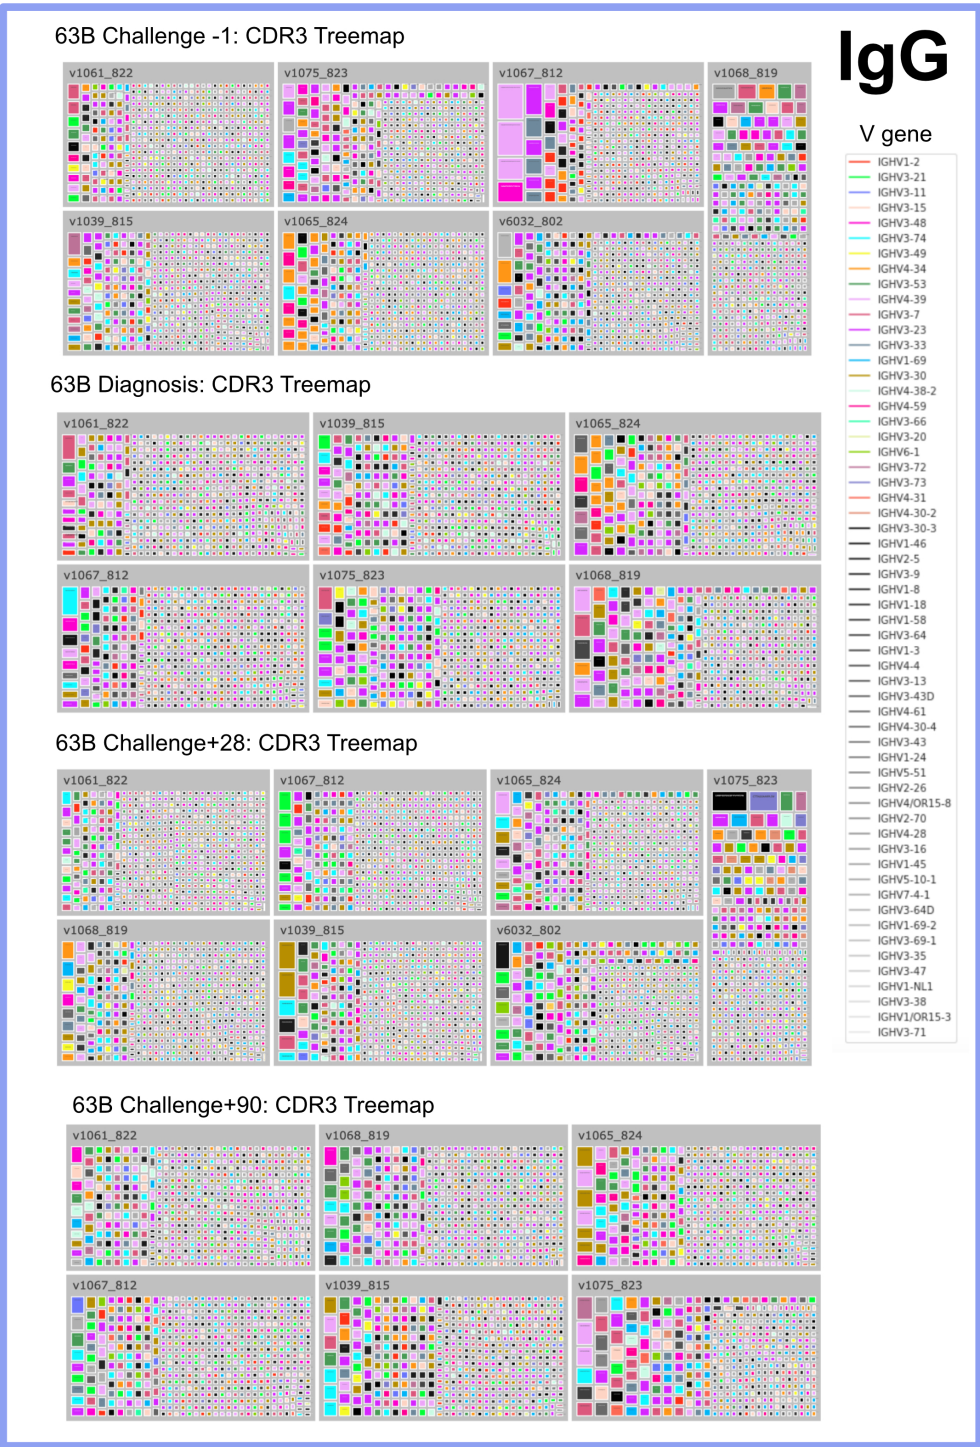 63B Challenge -1: CDR3 Treemap
IgG
v1061_822
v1075_823
v1067_812
v1068_819
v1039_815
v1065_824
v6032_802
63B Diagnosis: CDR3 Treemap
v1061_822
v1039_815
v1065_824
v1067_812
v1075_823
v1068_819
63B Challenge+28: CDR3 Treemap
v1061_822
v1067_812
v1065_824
v1075_823
v1068_819
v1039_815
v6032_802
63B Challenge+90: CDR3 Treemap
v1061_822
v1068_819
v1065_824
v1067_812
v1039_815
v1075_823
V gene
IGHV1-2
IGHV3-21
IGHV3-11
IGHV3-15
IGHV3-48
IGHV3-74
IGHV3-49
IGHV4-34
IGHV3-53
IGHV4-39
IGHV3-7
IGHV3-23
IGHV3-33
IGHV1-69
IGHV3-30
IGHV4-38-2
IGHV4-59
IGHV3-66
IGHV3-20
IGHV6-1
IGHV3-72
IGHV3-73
IGHV4-31
IGHV4-30-2
IGHV3-30-3
IGHV1-46
IGHV2-5
IGHV3-9
IGHV1-8
IGHV1-18
IGHV1-58
IGHV3-64
IGHV1-3
IGHV4-4
IGHV3-13
IGHV3-43D
IGHV4-61
IGHV4-30-4
IGHV3-43
IGHV1-24
IGHV5-51
IGHV2-26
IGHV4/OR15-8
IGHV2-70
IGHV4-28
IGHV3-16
IGHV1-45
IGHV5-10-1
IGHV7-4-1
IGHV3-64D
IGHV1-69-2
IGHV3-69-1
IGHV3-35
IGHV3-47
IGHV1-NL1
IGHV3-38
IGHV1/OR15-3
IGHV3-71